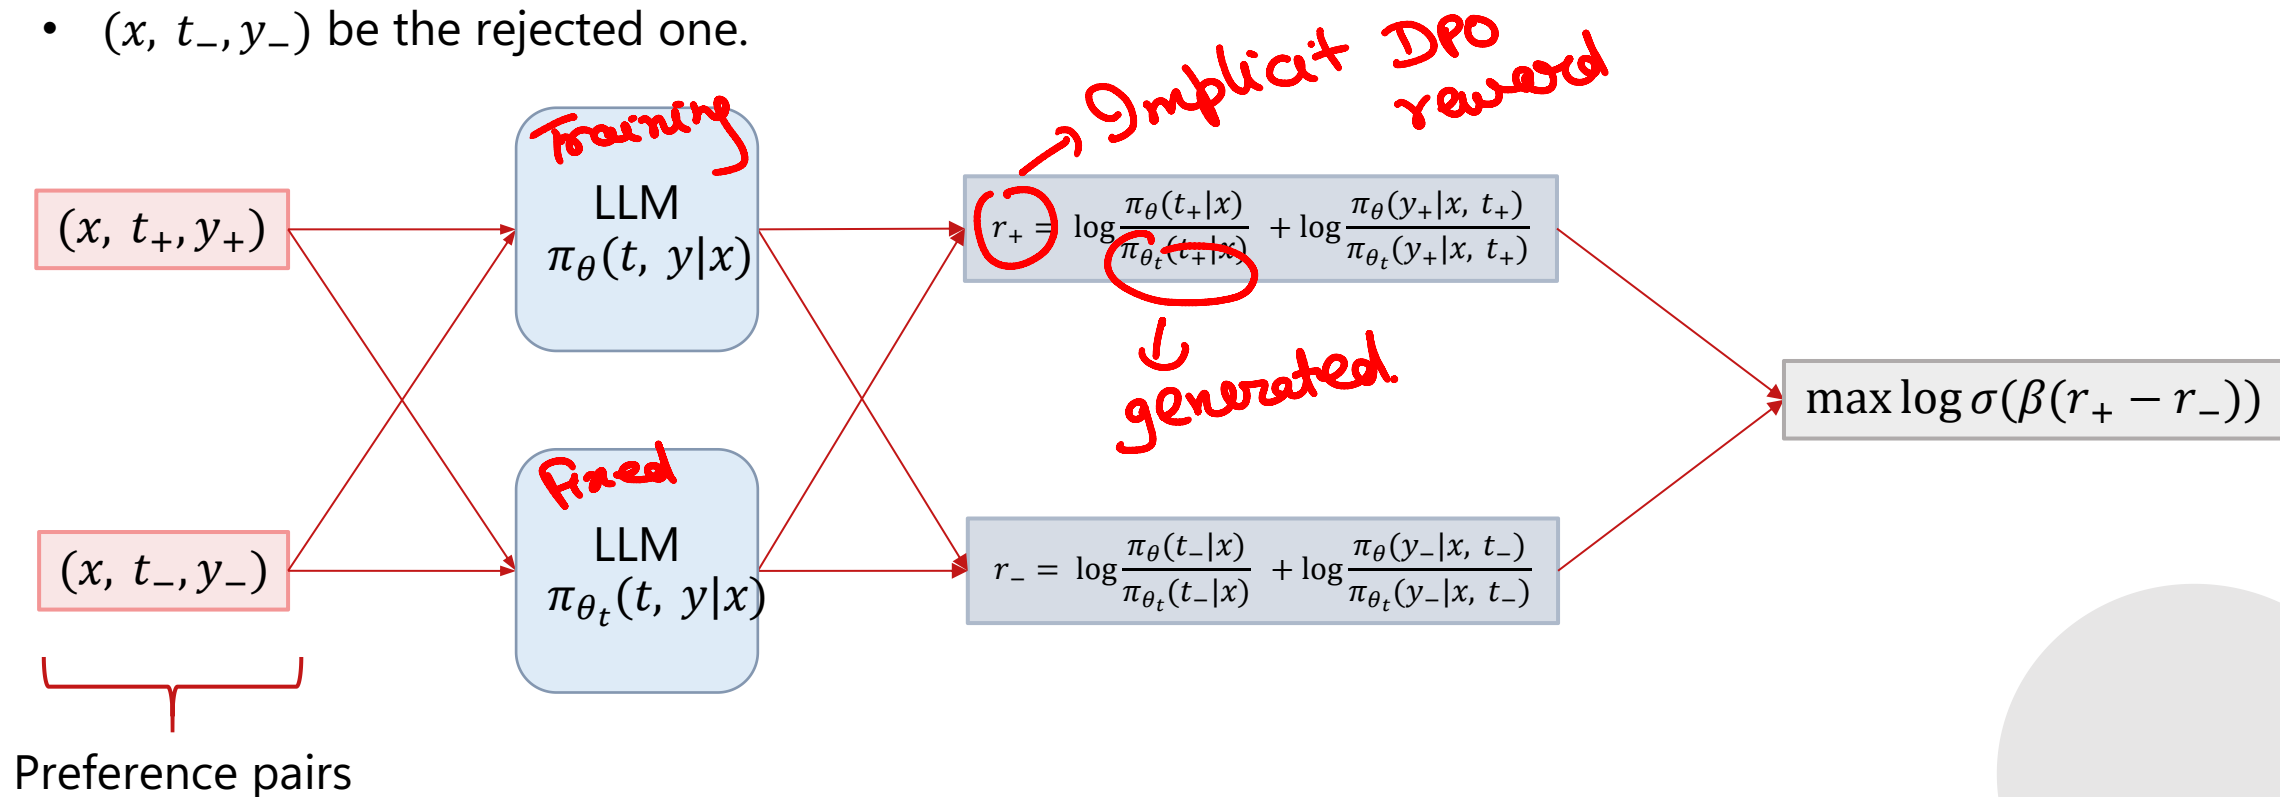 • (x, t₋, y₋) be the rejected one.
Implicit DPO
reward
Training
LLM
π_θ(t, y|x)
(x, t₊, y₊)
r₊ = log π_θ(t₊|x) / π_θₜ(t₊|x) + log π_θ(y₊|x, t₊) / π_θₜ(y₊|x, t₊)
generated.
max log σ(β(r₊ − r₋))
Fixed
LLM
π_θₜ(t, y|x)
(x, t₋, y₋)
r₋ = log π_θ(t₋|x) / π_θₜ(t₋|x) + log π_θ(y₋|x, t₋) / π_θₜ(y₋|x, t₋)
Preference pairs